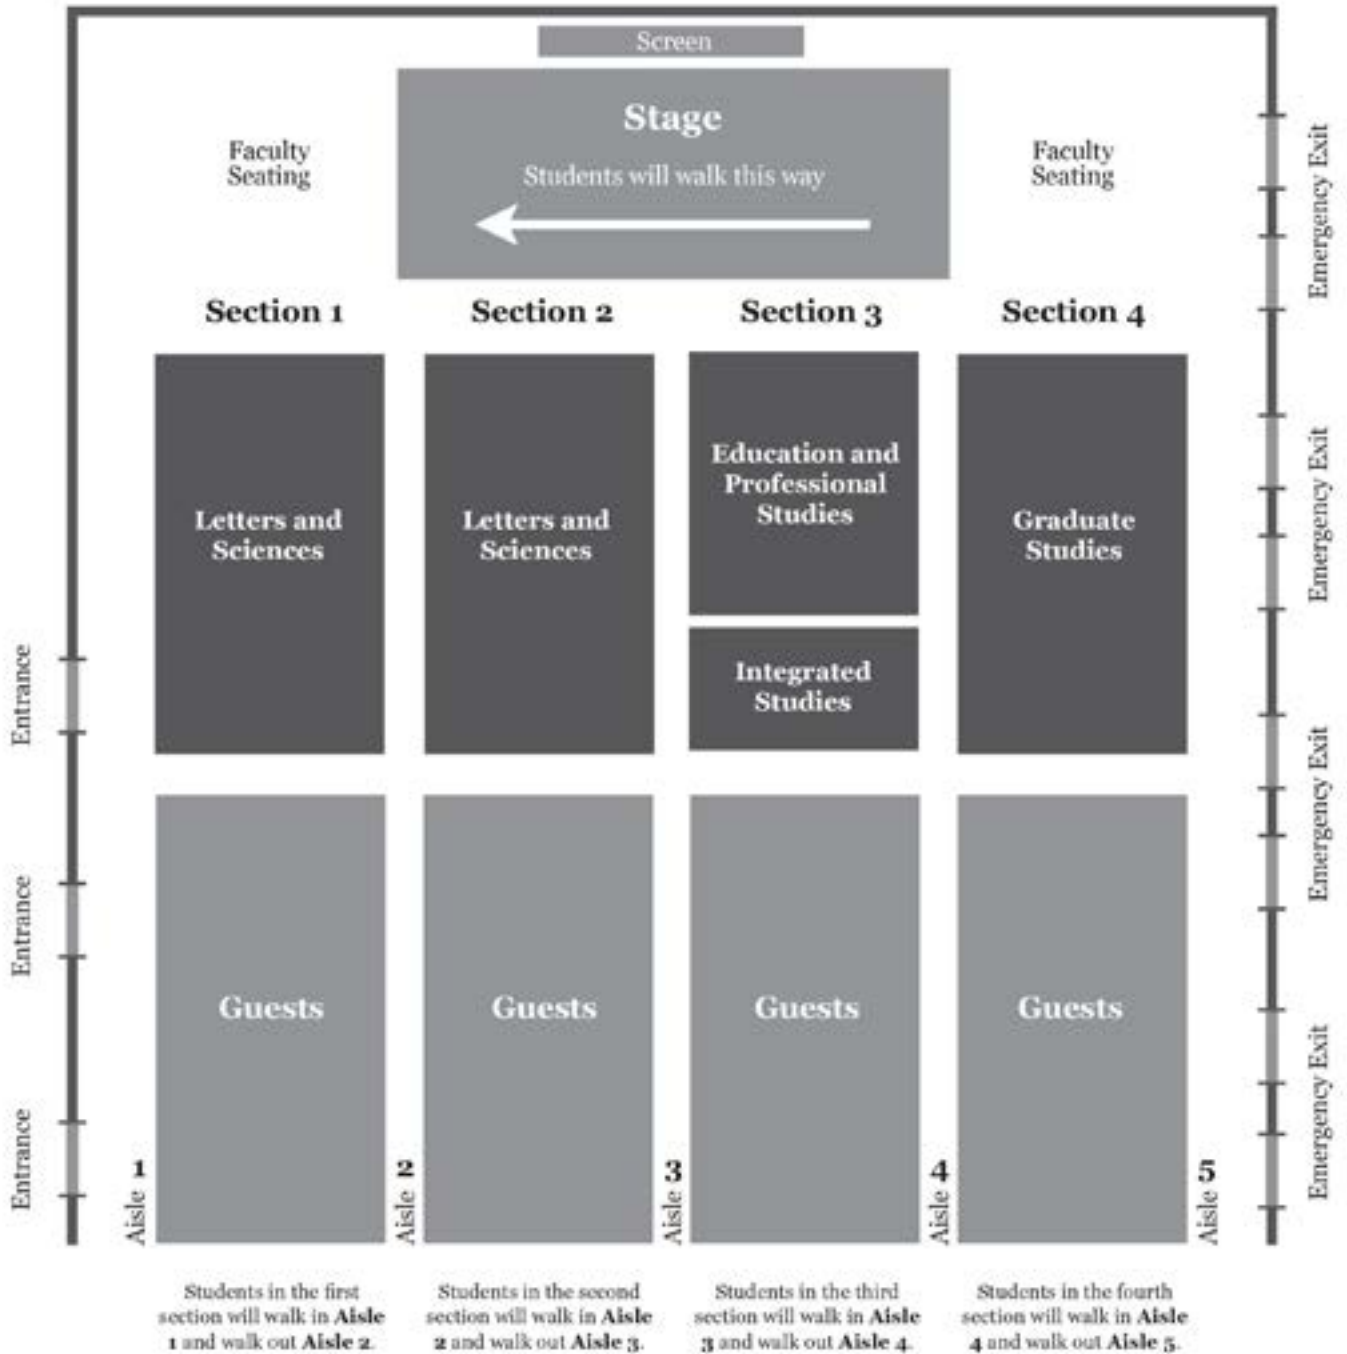 Screen
Stage
Students will walk this way
Faculty
Seating
Faculty
Seating
Section 1
Section 2
Section 3
Section 4
Letters and
Sciences
Letters and
Sciences
Education and
Professional
Studies
Integrated
Studies
Graduate
Studies
Guests
Guests
Guests
Guests
Entrance
Entrance
Entrance
Emergency Exit
Emergency Exit
Emergency Exit
Emergency Exit
Aisle 1
Aisle 2
Aisle 3
Aisle 4
Aisle 5
Students in the first
section will walk in Aisle
1 and walk out Aisle 2.
Students in the second
section will walk in Aisle
2 and walk out Aisle 3.
Students in the third
section will walk in Aisle
3 and walk out Aisle 4.
Students in the fourth
section will walk in Aisle
4 and walk out Aisle 5.